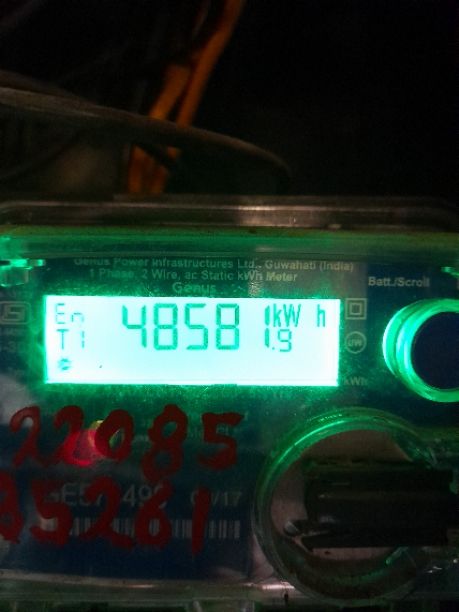 Genus Power Infrastructures Ltd., Guwahati (India)
1 Phase, 2 Wire, ac Static kWh Meter
Genus
Batt./Scroll
En 4858 kW h
T1 1.9
kWh
22085
35261